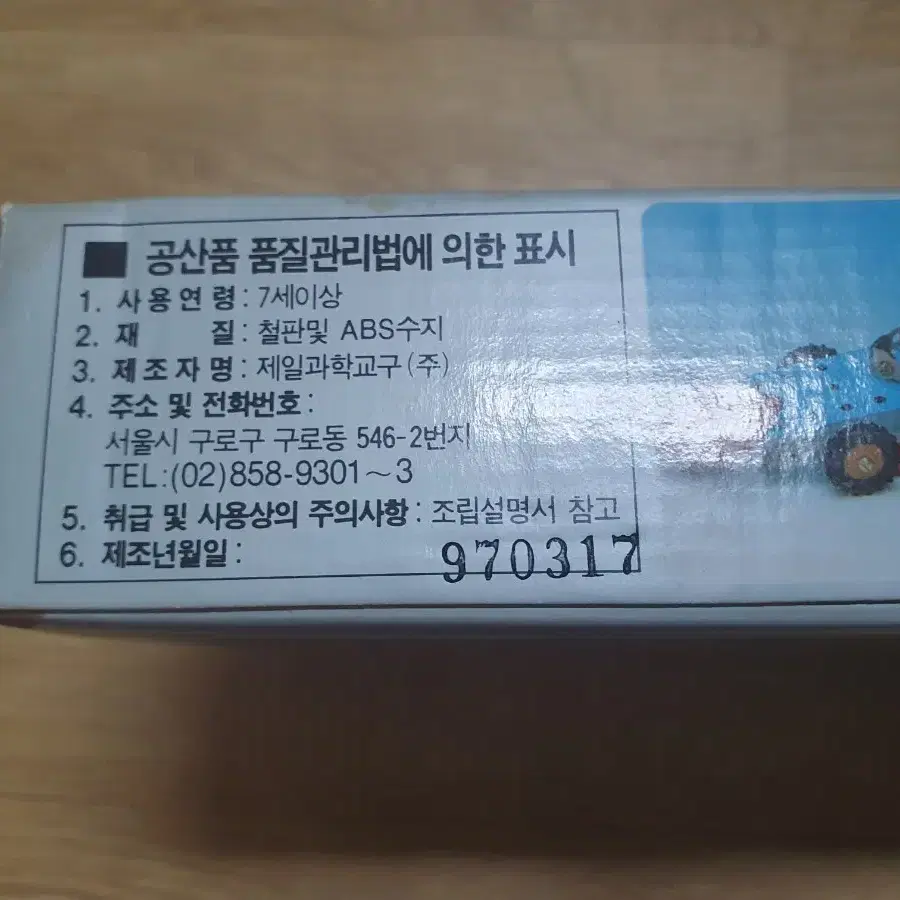 ■ 공산품 품질관리법에 의한 표시
1. 사용연령 : 7세이상
2. 재 질 : 철판및 ABS수지
3. 제조자명 : 제일과학교구(주)
4. 주소 및 전화번호 :
서울시 구로구 구로동 546-2번지
TEL:(02)858-9301~3
5. 취급 및 사용상의 주의사항 : 조립설명서 참고
6. 제조년월일 : 970317